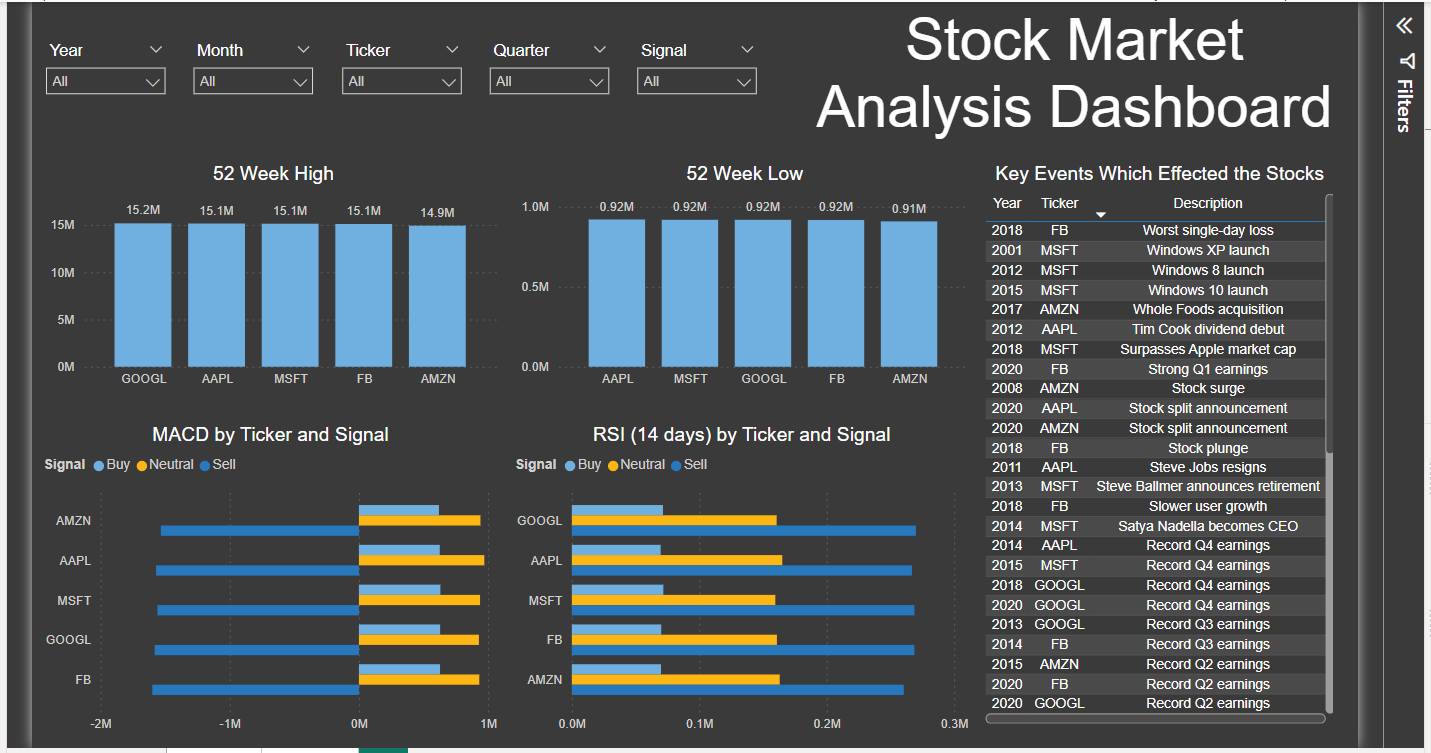 Stock Market
Analysis Dashboard
Year Month Ticker Quarter Signal
All All All All All
Filters
52 Week High
15.2M 15.1M 15.1M 15.1M 14.9M
15M
10M
5M
0M
GOOGL AAPL MSFT FB AMZN
52 Week Low
0.92M 0.92M 0.92M 0.92M 0.91M
1.0M
0.5M
0.0M
AAPL MSFT GOOGL FB AMZN
MACD by Ticker and Signal
Signal Buy Neutral Sell
AMZN
AAPL
MSFT
GOOGL
FB
-2M -1M 0M 1M
RSI (14 days) by Ticker and Signal
Signal Buy Neutral Sell
GOOGL
AAPL
MSFT
FB
AMZN
0.0M 0.1M 0.2M 0.3M
Key Events Which Effected the Stocks
Year Ticker Description
2018 FB Worst single-day loss
2001 MSFT Windows XP launch
2012 MSFT Windows 8 launch
2015 MSFT Windows 10 launch
2017 AMZN Whole Foods acquisition
2012 AAPL Tim Cook dividend debut
2018 MSFT Surpasses Apple market cap
2020 FB Strong Q1 earnings
2008 AMZN Stock surge
2020 AAPL Stock split announcement
2020 AMZN Stock split announcement
2018 FB Stock plunge
2011 AAPL Steve Jobs resigns
2013 MSFT Steve Ballmer announces retirement
2018 FB Slower user growth
2014 MSFT Satya Nadella becomes CEO
2014 AAPL Record Q4 earnings
2015 MSFT Record Q4 earnings
2018 GOOGL Record Q4 earnings
2020 GOOGL Record Q4 earnings
2013 GOOGL Record Q3 earnings
2014 FB Record Q3 earnings
2015 AMZN Record Q2 earnings
2020 FB Record Q2 earnings
2020 GOOGL Record Q2 earnings